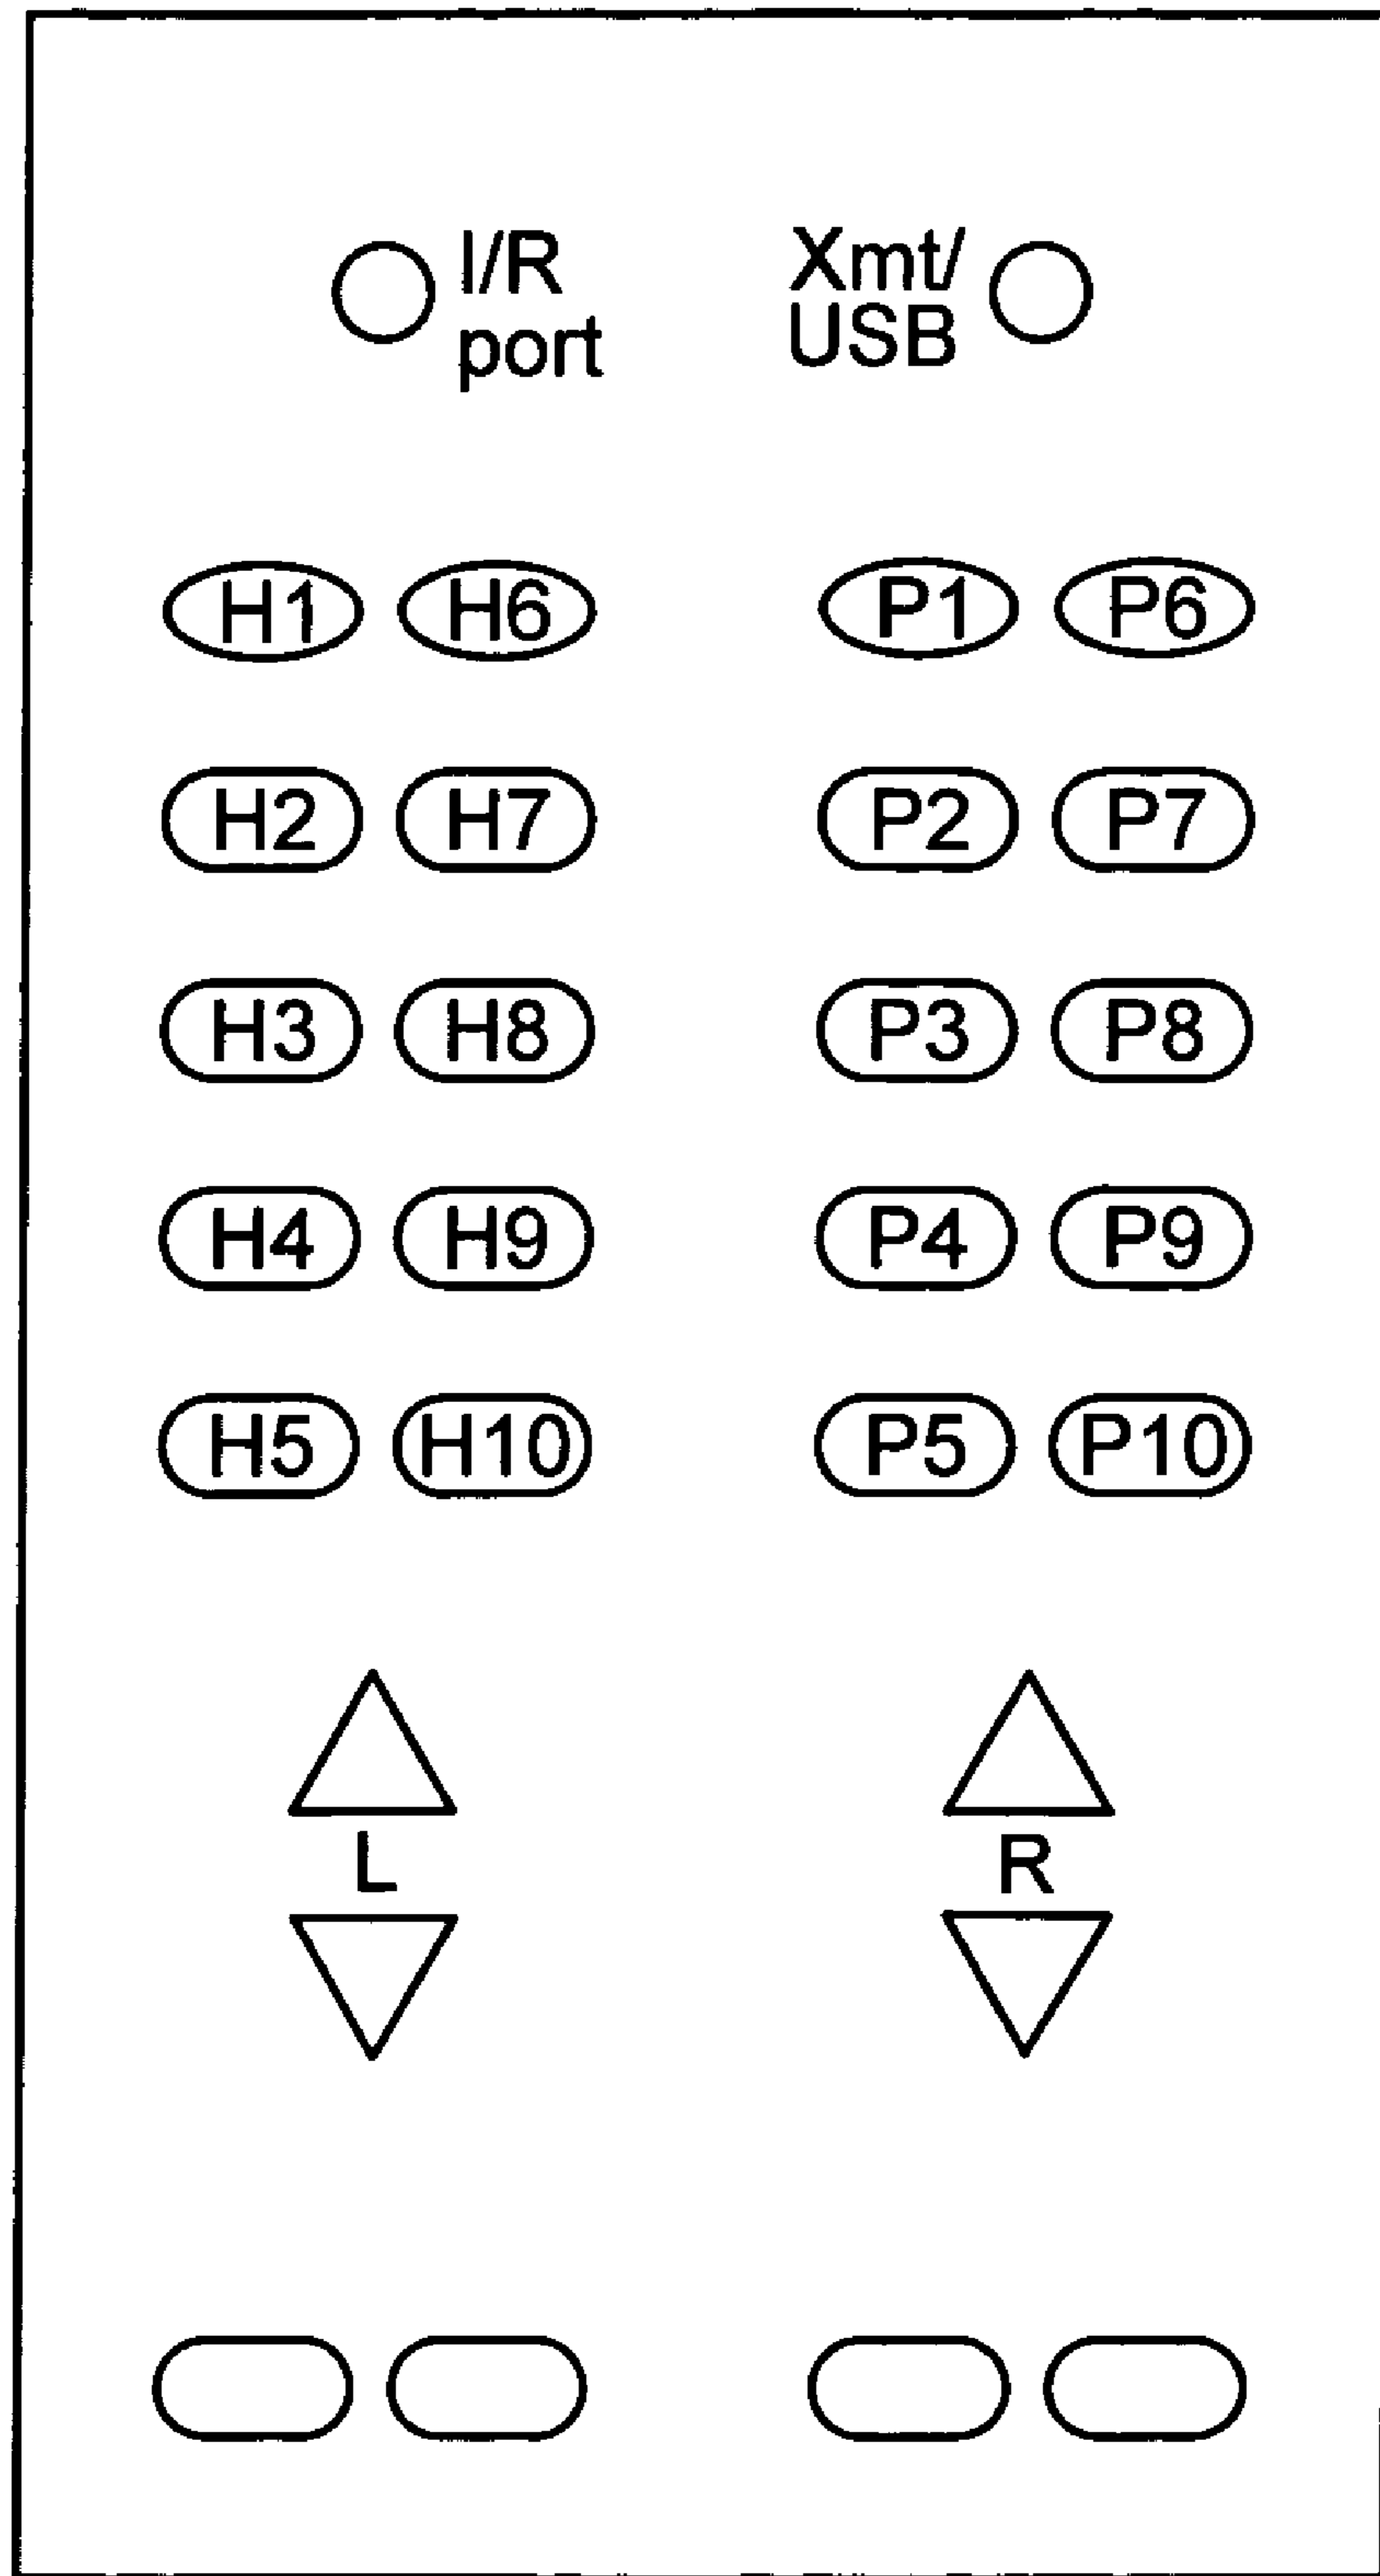 I/R
port
Xmt/
USB
H1 H6 P1 P6
H2 H7 P2 P7
H3 H8 P3 P8
H4 H9 P4 P9
H5 H10 P5 P10
L R